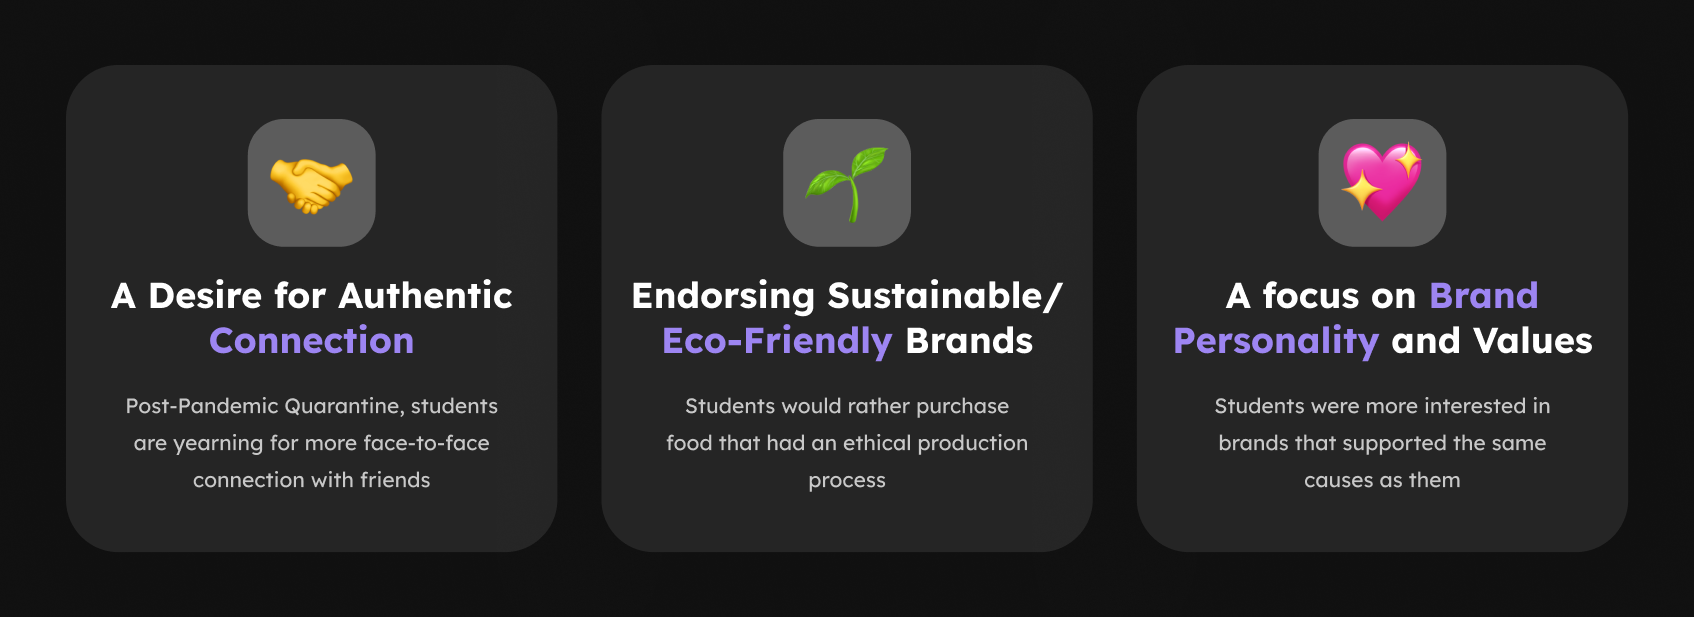 A Desire for Authentic
Connection
Post-Pandemic Quarantine, students
are yearning for more face-to-face
connection with friends
Endorsing Sustainable/
Eco-Friendly Brands
Students would rather purchase
food that had an ethical production
process
A focus on Brand
Personality and Values
Students were more interested in
brands that supported the same
causes as them